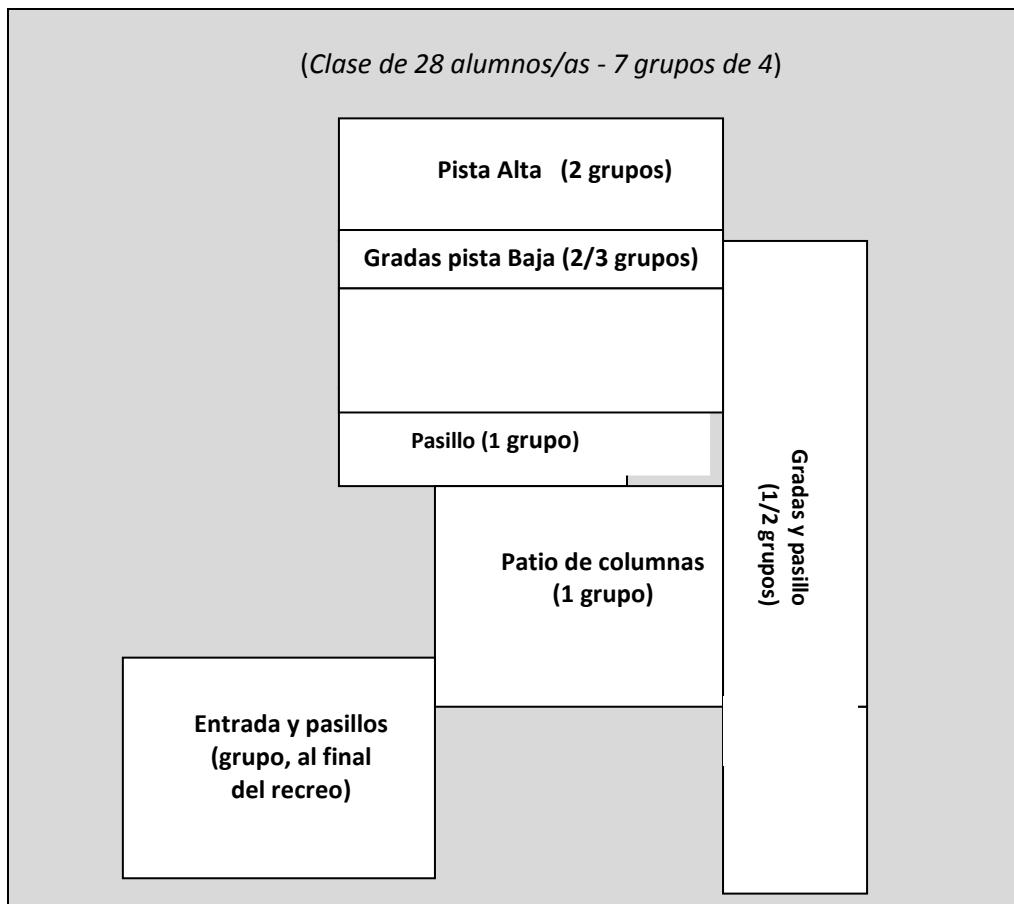 (Clase de 28 alumnos/as - 7 grupos de 4)
Pista Alta (2 grupos)
Gradas pista Baja (2/3 grupos)
Pasillo (1 grupo)
Gradas y pasillo
(1/2 grupos)
Patio de columnas
(1 grupo)
Entrada y pasillos
(grupo, al final
del recreo)